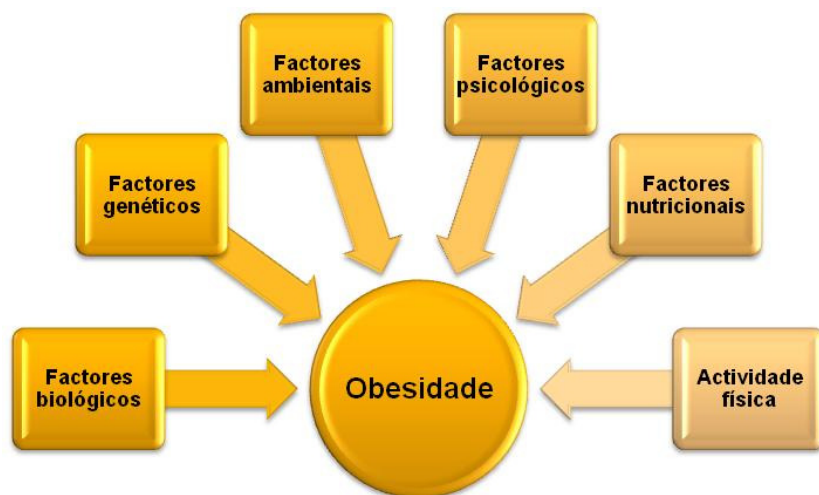 Factores
ambientais
Factores
psicológicos
Factores
genéticos
Factores
nutricionais
Factores
biológicos
Obesidade
Actividade
física